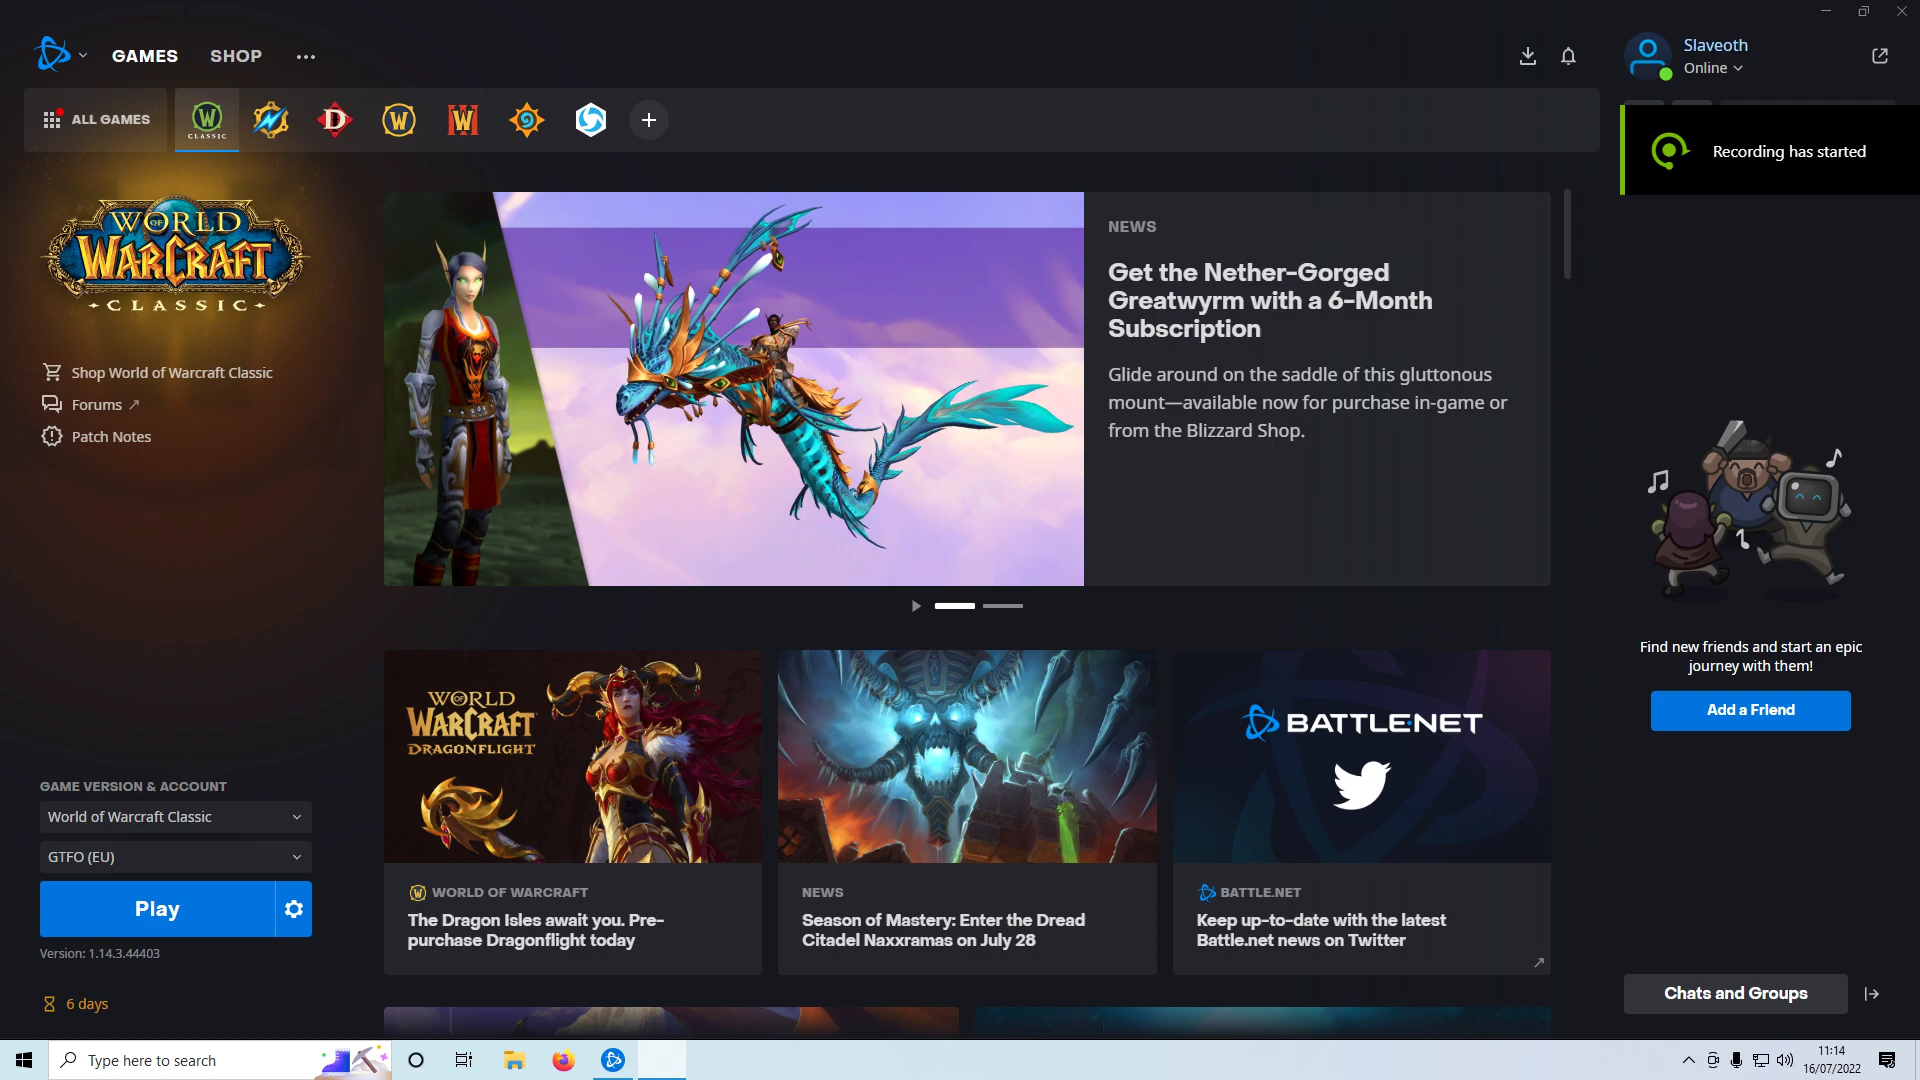 GAMES
SHOP
Slaveoth
Online
ALL GAMES
CLASSIC
Recording has started
WORLD
OF
WARCRAFT
CLASSIC
NEWS
Get the Nether-Gorged
Greatwyrm with a 6-Month
Subscription
Glide around on the saddle of this gluttonous
mount—available now for purchase in-game or
from the Blizzard Shop.
Shop World of Warcraft Classic
Forums
Patch Notes
Find new friends and start an epic
journey with them!
Add a Friend
WORLD
OF
WARCRAFT
DRAGONFLIGHT
BATTLE.NET
GAME VERSION & ACCOUNT
World of Warcraft Classic
GTFO (EU)
Play
Version: 1.14.3.44403
6 days
WORLD OF WARCRAFT
The Dragon Isles await you. Pre-
purchase Dragonflight today
NEWS
Season of Mastery: Enter the Dread
Citadel Naxxramas on July 28
BATTLE.NET
Keep up-to-date with the latest
Battle.net news on Twitter
Chats and Groups
Type here to search
11:14
16/07/2022